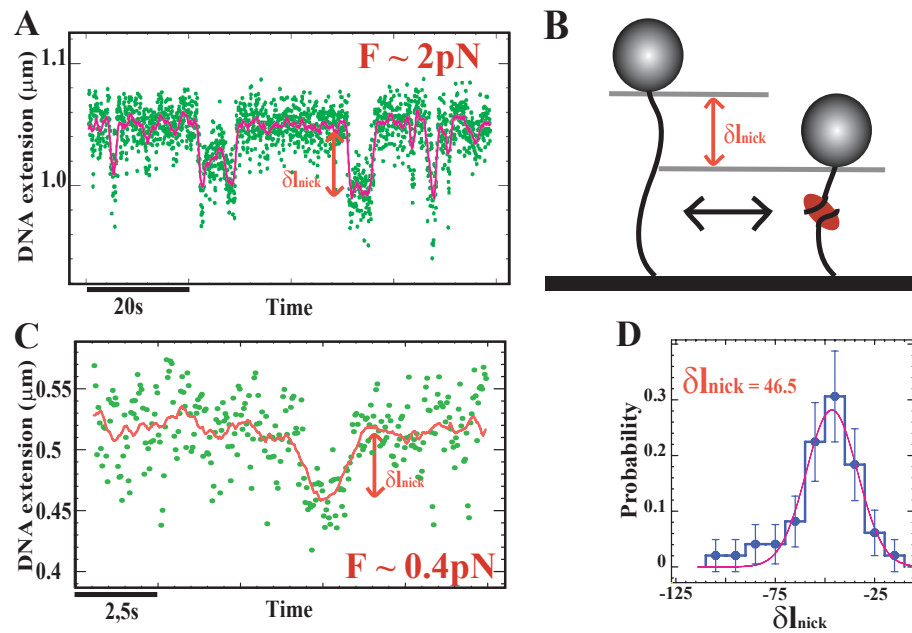 A
F ~ 2pN
DNA extension (µm)
1.1
1.0
δlnick
20s
Time
B
δlnick
C
DNA extension (µm)
0.55
0.5
0.45
0.4
δlnick
F ~ 0.4pN
2,5s
Time
D
δlnick = 46.5
Probability
0.3
0.2
0.1
0
-125
-75
-25
δlnick